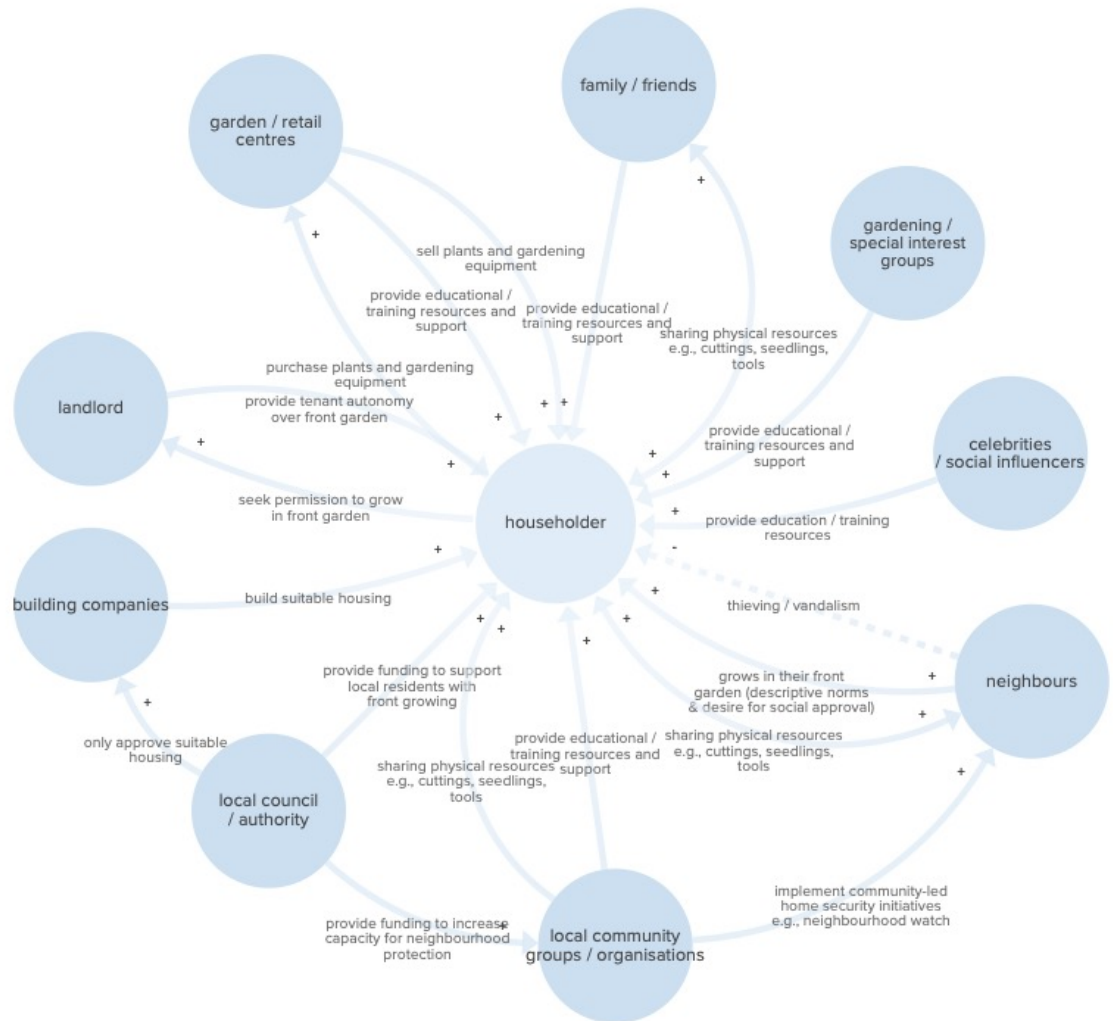 family / friends
garden / retail
centres
+
+
gardening /
special interest
groups
sell plants and gardening
equipment
provide educational /
training resources and
support
provide educational /
training resources and
support
sharing physical resources
e.g., cuttings, seedlings,
tools
purchase plants and gardening
equipment
landlord
provide tenant autonomy
over front garden
+
+
+
+
+
provide educational /
training resources and
support
celebrities
/ social influencers
+
+
+
seek permission to grow
in front garden
householder
+
provide education / training
resources
+
-
building companies
build suitable housing
thieving / vandalism
+
+
+
+
+
+
provide funding to support
local residents with
front growing
grows in their front
garden (descriptive norms
& desire for social approval)
+
neighbours
+
+
only approve suitable
housing
sharing physical resources
e.g., cuttings, seedlings,
tools
provide educational /
training resources and
support
sharing physical resources
e.g., cuttings, seedlings,
tools
+
local council
/ authority
provide funding to increase
capacity for neighbourhood
protection
+
local community
groups / organisations
implement community-led
home security initiatives
e.g., neighbourhood watch